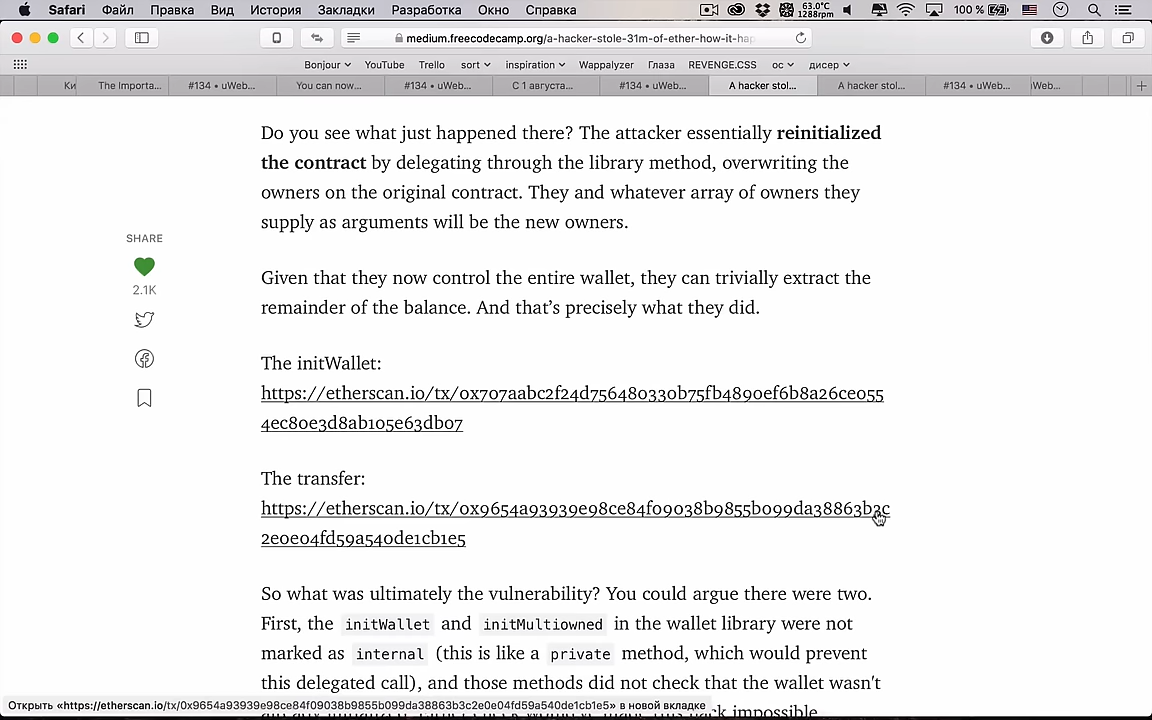 Safari Файл Правка Вид История Закладки Разработка Окно Справка 63.0°C 1288rpm 100 %
medium.freecodecamp.org/a-hacker-stole-31m-of-ether-how-it-hap
Bonjour YouTube Trello sort inspiration Wappalyzer Глаза REVENGE.CSS ос дисер
Ки The Importa... #134 • uWeb... You can now... #134 • uWeb... С 1 августа... #134 • uWeb... A hacker stol... A hacker stol... #134 • uWeb... Web...
Do you see what just happened there? The attacker essentially reinitialized
the contract by delegating through the library method, overwriting the
owners on the original contract. They and whatever array of owners they
supply as arguments will be the new owners.
SHARE
2.1K
Given that they now control the entire wallet, they can trivially extract the
remainder of the balance. And that’s precisely what they did.
The initWallet:
https://etherscan.io/tx/0x707aabc2f24d756480330b75fb4890ef6b8a26ce055
4ec80e3d8ab105e63db07
The transfer:
https://etherscan.io/tx/0x9654a93939e98ce84f09038b9855b099da38863b3c
2e0e04fd59a540de1cb1e5
So what was ultimately the vulnerability? You could argue there were two.
First, the initWallet and initMultiowned in the wallet library were not
marked as internal (this is like a private method, which would prevent
this delegated call), and those methods did not check that the wallet wasn't
Открыть «https://etherscan.io/tx/0x9654a93939e98ce84f09038b9855b099da38863b3c2e0e04fd59a540de1cb1e5» в новой вкладке